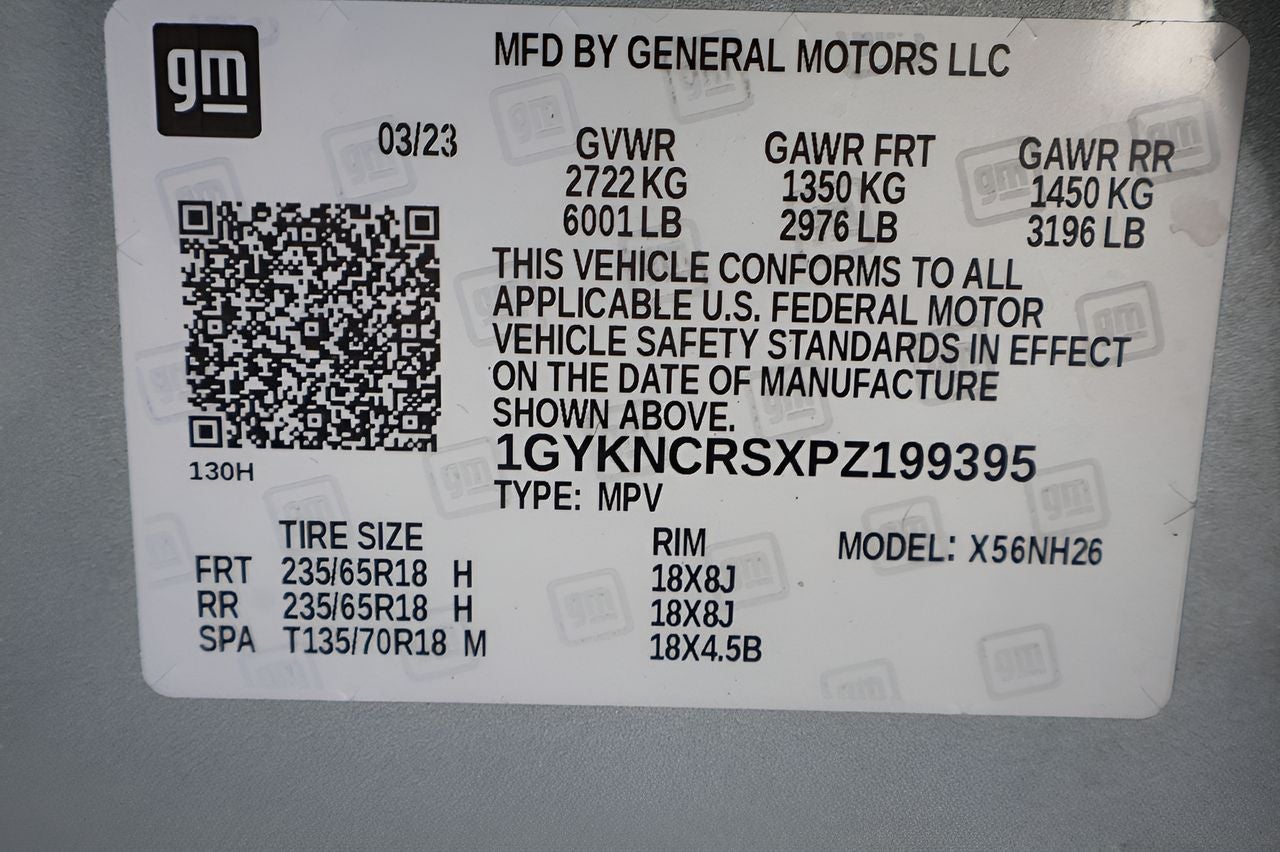 gm
MFD BY GENERAL MOTORS LLC
03/23 GVWR GAWR FRT GAWR RR
2722 KG 1350 KG 1450 KG
6001 LB 2976 LB 3196 LB
THIS VEHICLE CONFORMS TO ALL
APPLICABLE U.S. FEDERAL MOTOR
VEHICLE SAFETY STANDARDS IN EFFECT
ON THE DATE OF MANUFACTURE
SHOWN ABOVE.
1GYKNCRSXPZ199395
130H
TYPE: MPV
TIRE SIZE RIM MODEL: X56NH26
FRT 235/65R18 H 18X8J
RR 235/65R18 H 18X8J
SPA T135/70R18 M 18X4.5B